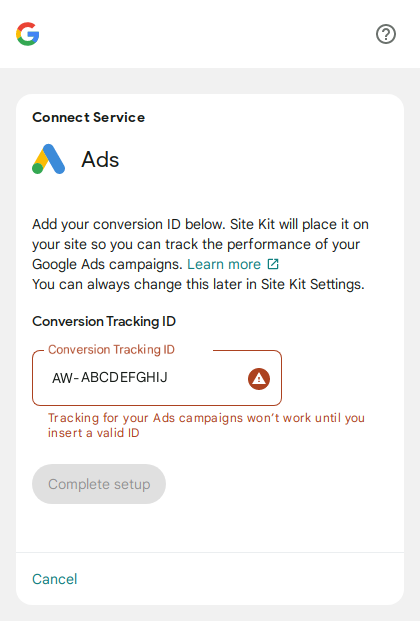 Connect Service
Ads
Add your conversion ID below. Site Kit will place it on
your site so you can track the performance of your
Google Ads campaigns. Learn more
You can always change this later in Site Kit Settings.
Conversion Tracking ID
Conversion Tracking ID
AW-ABCDEFGHIJ
Tracking for your Ads campaigns won’t work until you
insert a valid ID
Complete setup
Cancel